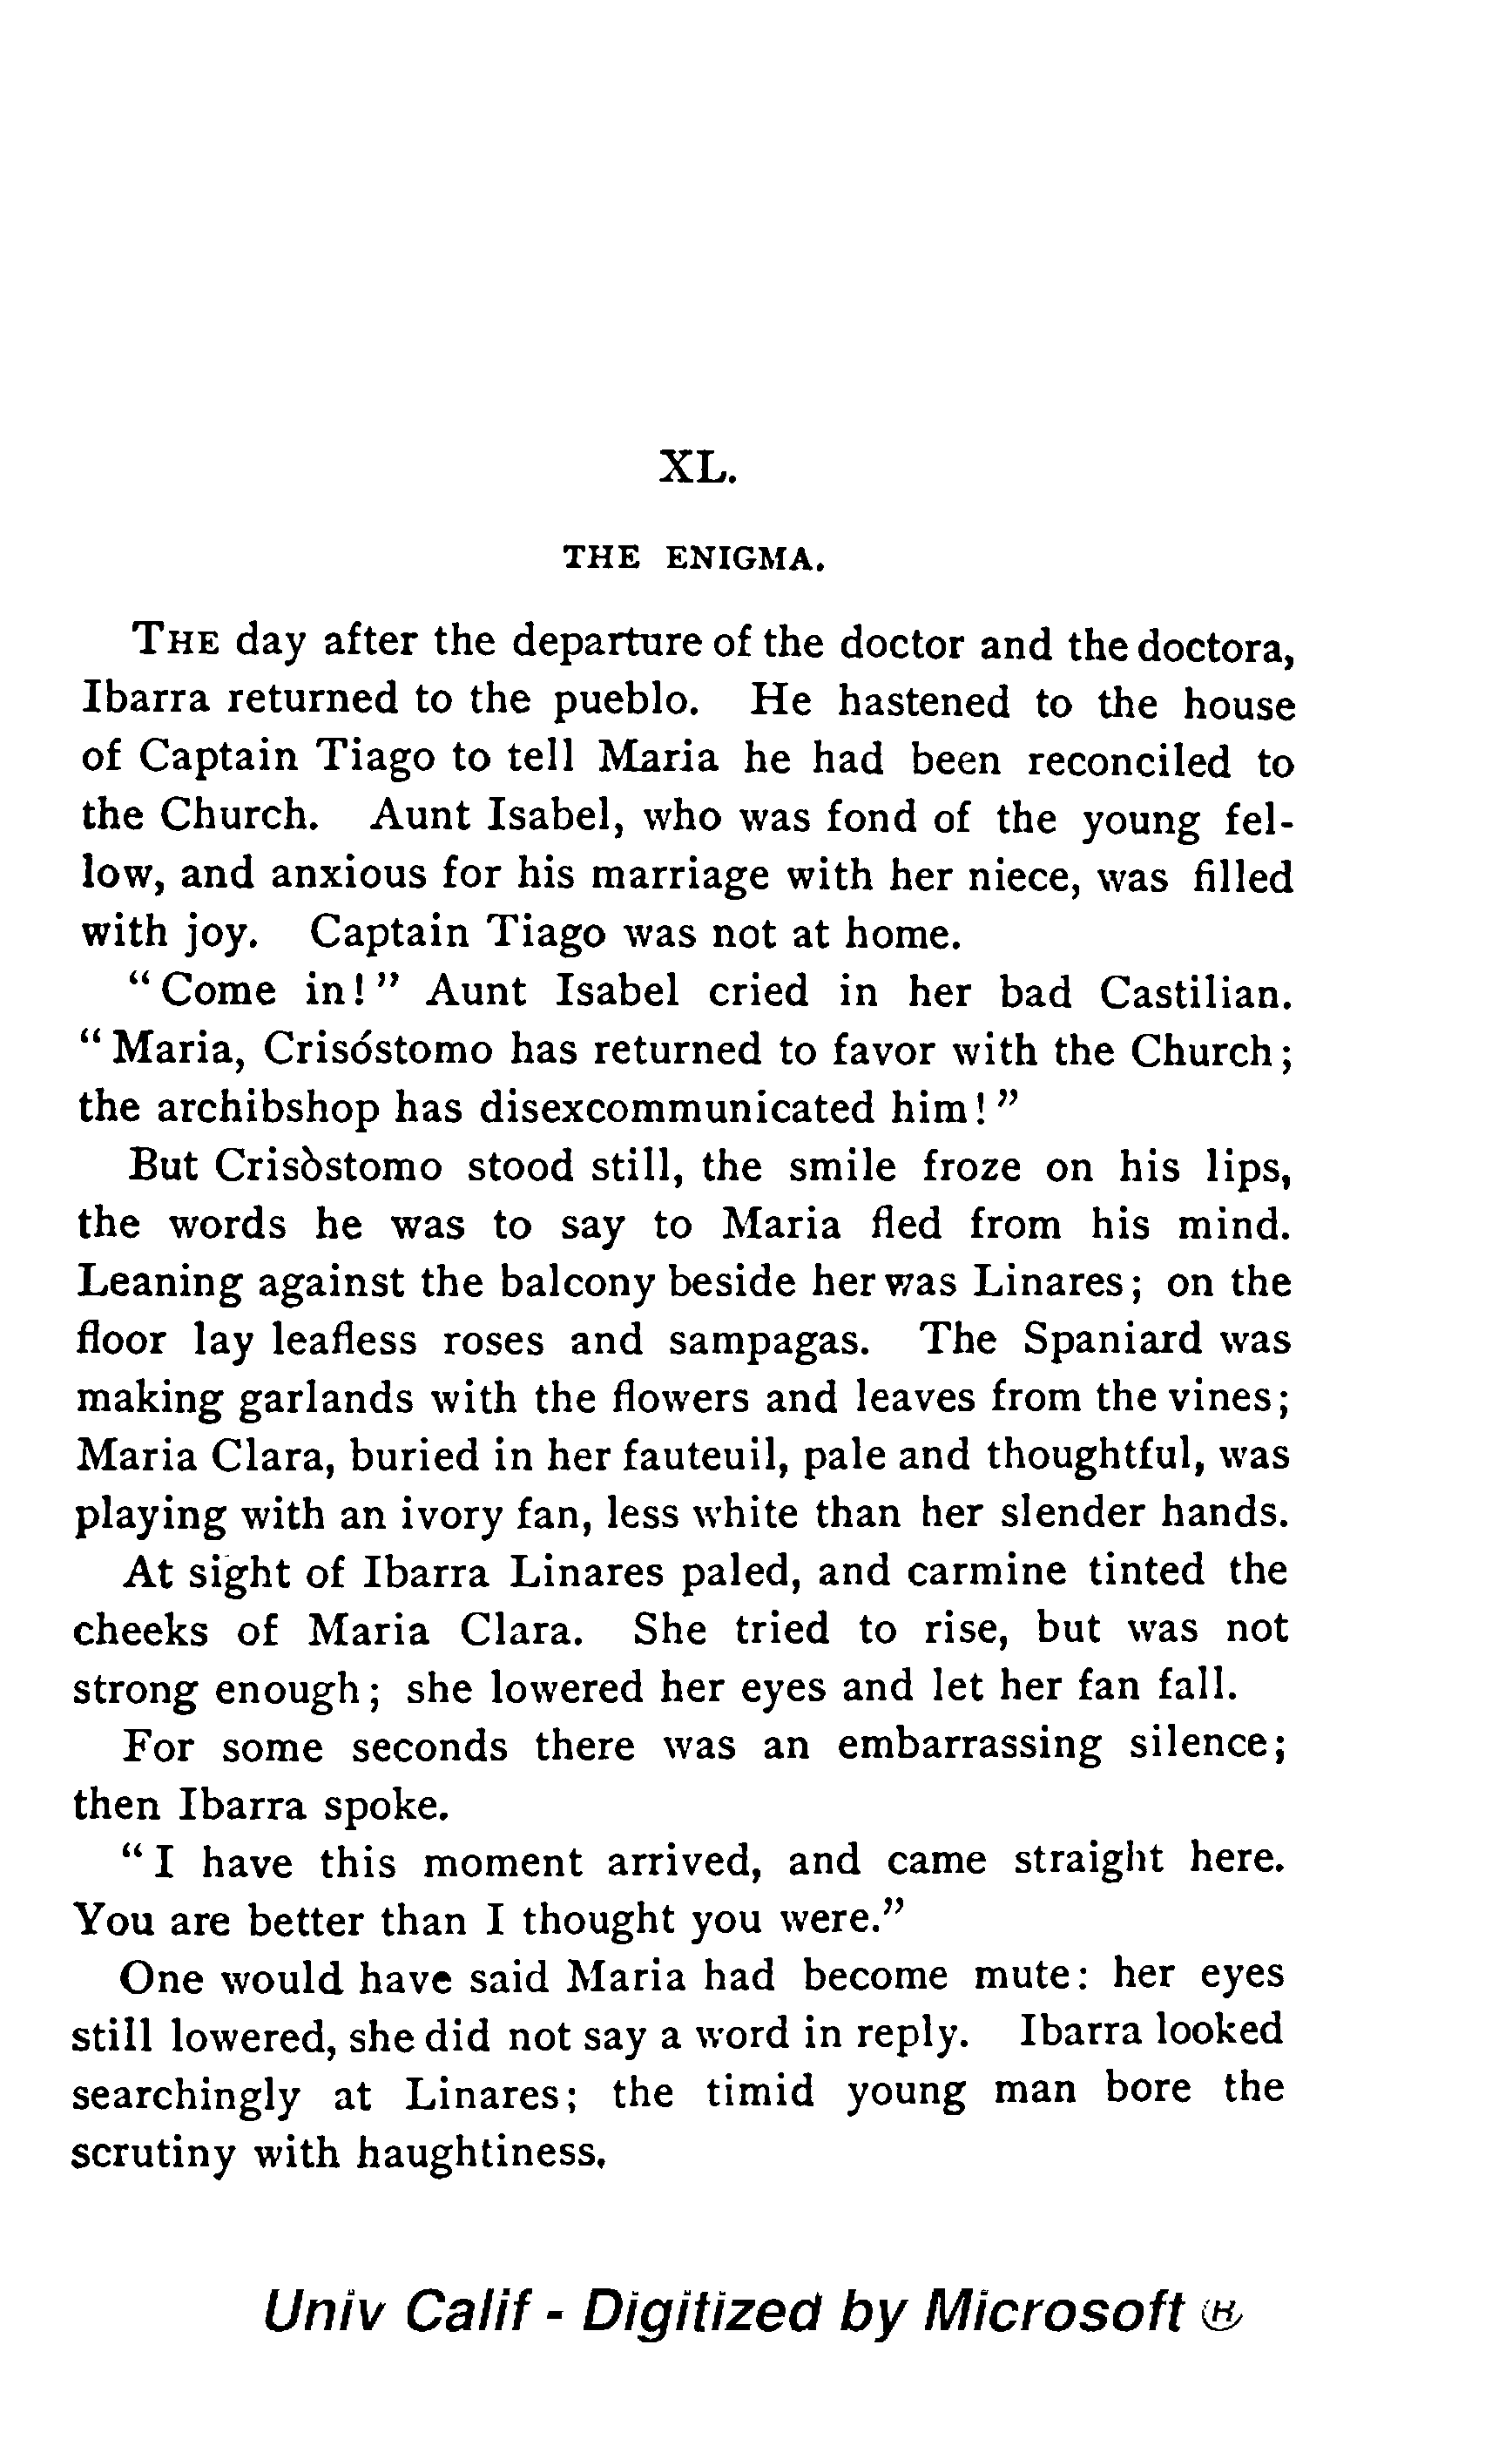 XL.
THE ENIGMA.
THE day after the departure of the doctor and the doctora,
Ibarra returned to the pueblo. He hastened to the house
of Captain Tiago to tell Maria he had been reconciled to
the Church. Aunt Isabel, who was fond of the young fel-
low, and anxious for his marriage with her niece, was filled
with joy. Captain Tiago was not at home.
“Come in!” Aunt Isabel cried in her bad Castilian.
“Maria, Crisóstomo has returned to favor with the Church;
the archibshop has disexcommunicated him!”
But Crisòstomo stood still, the smile froze on his lips,
the words he was to say to Maria fled from his mind.
Leaning against the balcony beside her was Linares; on the
floor lay leafless roses and sampagas. The Spaniard was
making garlands with the flowers and leaves from the vines;
Maria Clara, buried in her fauteuil, pale and thoughtful, was
playing with an ivory fan, less white than her slender hands.
At sight of Ibarra Linares paled, and carmine tinted the
cheeks of Maria Clara. She tried to rise, but was not
strong enough; she lowered her eyes and let her fan fall.
For some seconds there was an embarrassing silence;
then Ibarra spoke.
“I have this moment arrived, and came straight here.
You are better than I thought you were.”
One would have said Maria had become mute: her eyes
still lowered, she did not say a word in reply. Ibarra looked
searchingly at Linares; the timid young man bore the
scrutiny with haughtiness.
Univ Calif - Digitized by Microsoft ®